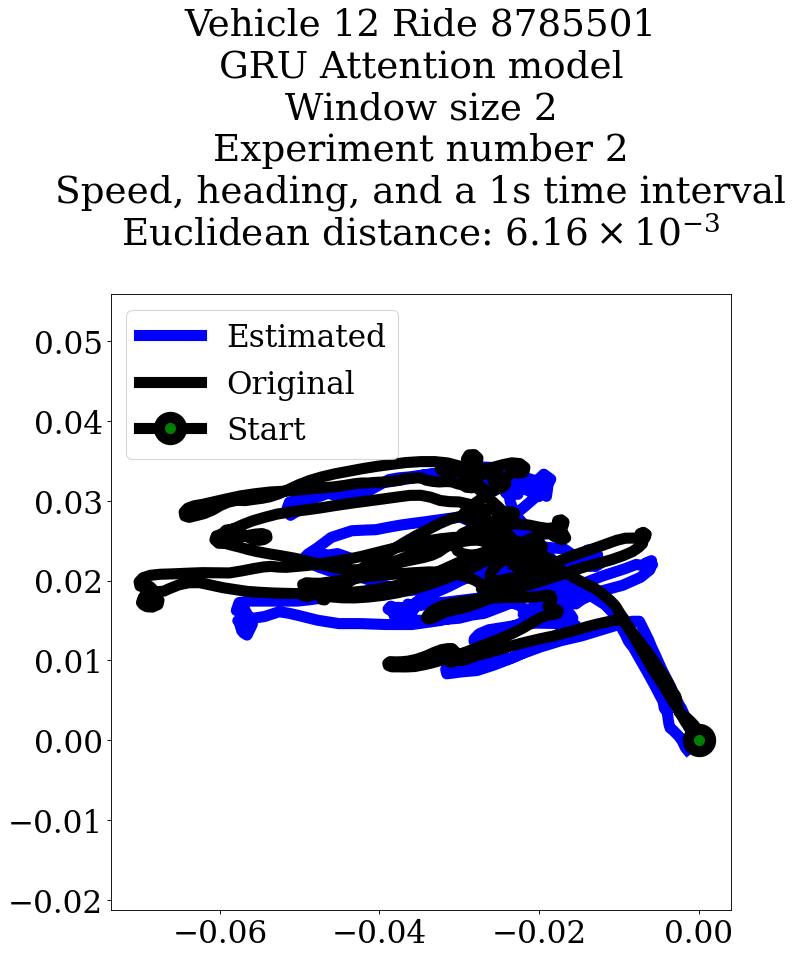 Vehicle 12 Ride 8785501
GRU Attention model
Window size 2
Experiment number 2
Speed, heading, and a 1s time interval
Euclidean distance: 6.16 × 10⁻³
Estimated
Original
Start
0.05
0.04
0.03
0.02
0.01
0.00
−0.01
−0.02
−0.06 −0.04 −0.02 0.00